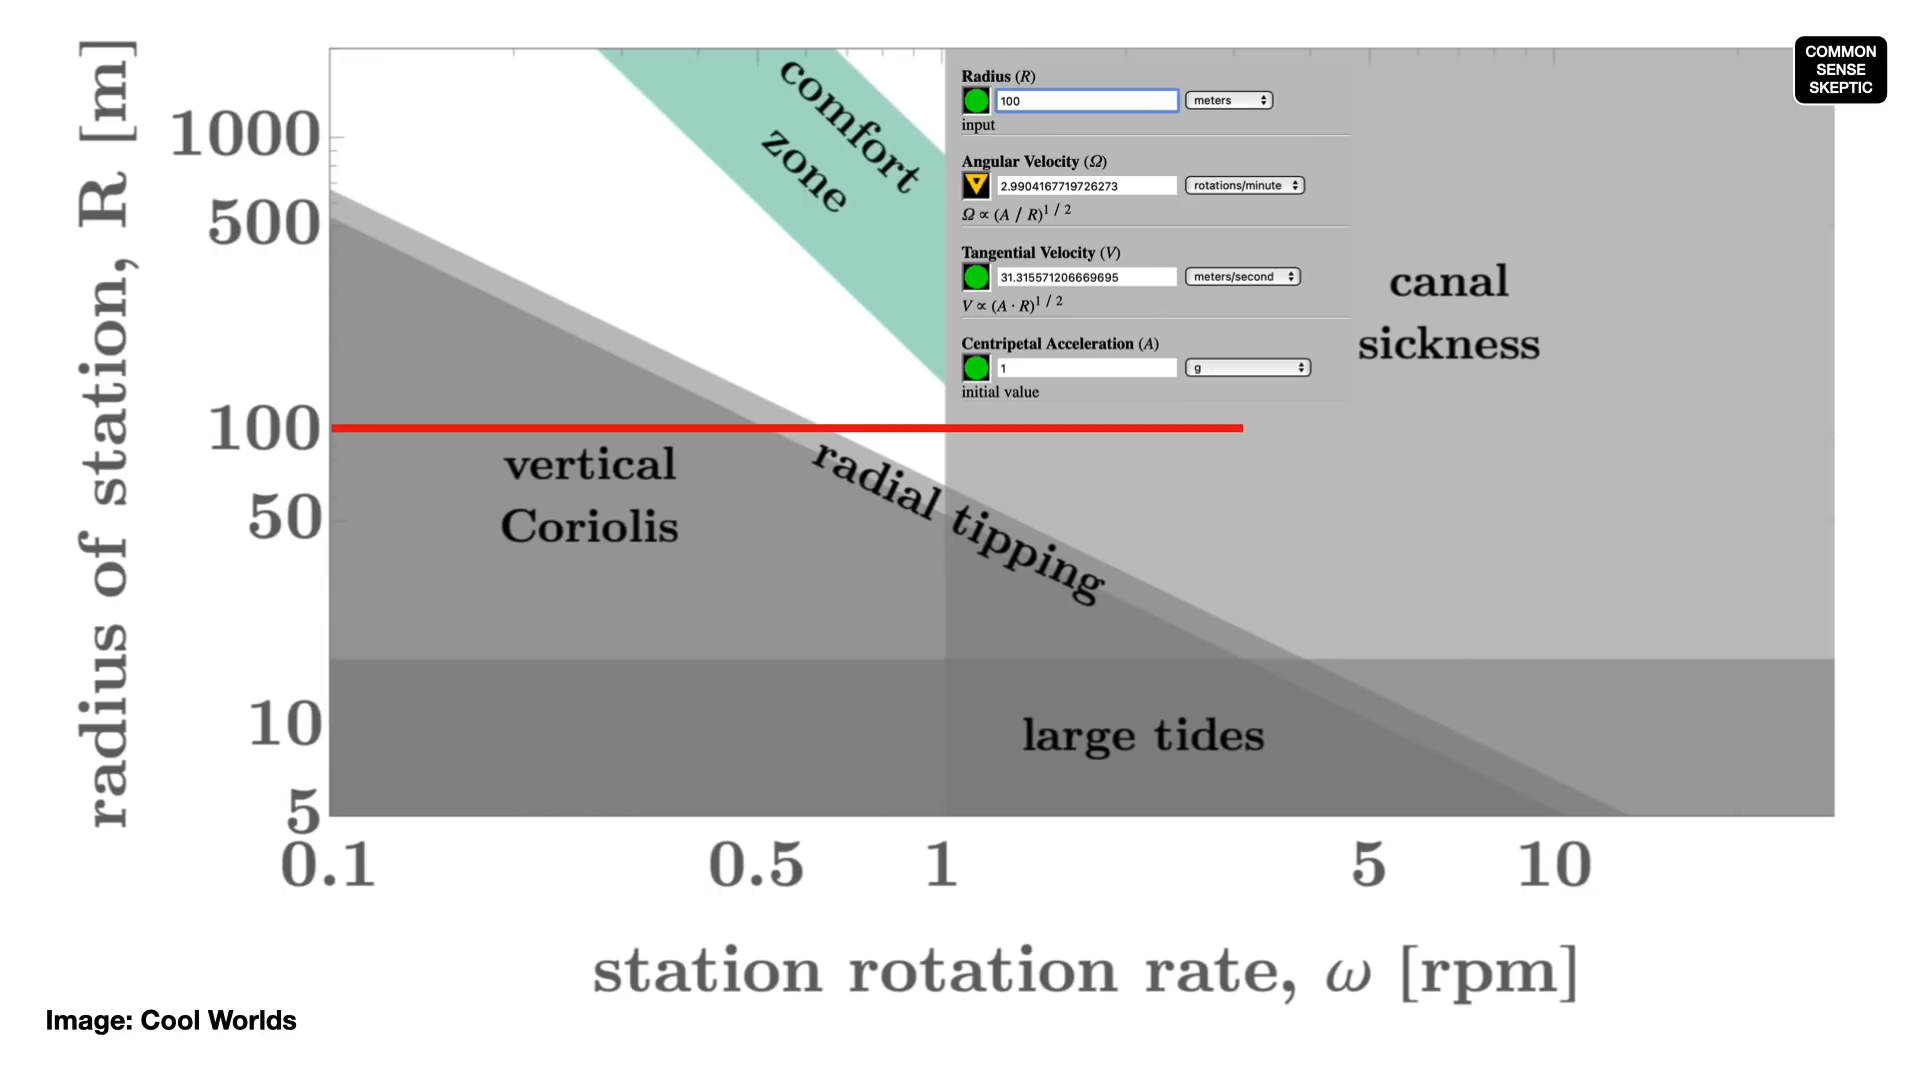 COMMON
SENSE
SKEPTIC
radius of station, R [m]
1000
500
100
50
10
5
comfort
zone
Radius (R)
100
meters
input
Angular Velocity (Ω)
2.9904167719726273
rotations/minute
Ω ∝ (A / R)^1 / 2
Tangential Velocity (V)
31.315571206669695
meters/second
V ∝ (A · R)^1 / 2
Centripetal Acceleration (A)
1
g
initial value
canal
sickness
vertical
Coriolis
radial tipping
large tides
0.1
0.5
1
5
10
station rotation rate, ω [rpm]
Image: Cool Worlds